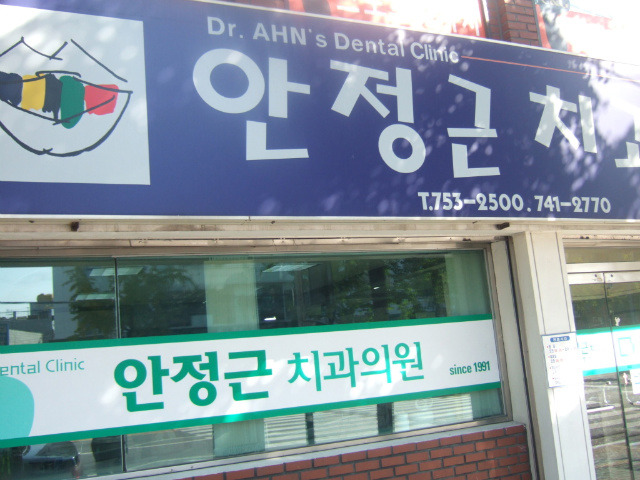 Dr. AHN's Dental Clinic
안정근 치과
T.753-2500. 741-2770
ental Clinic
안정근 치과의원
since 1991